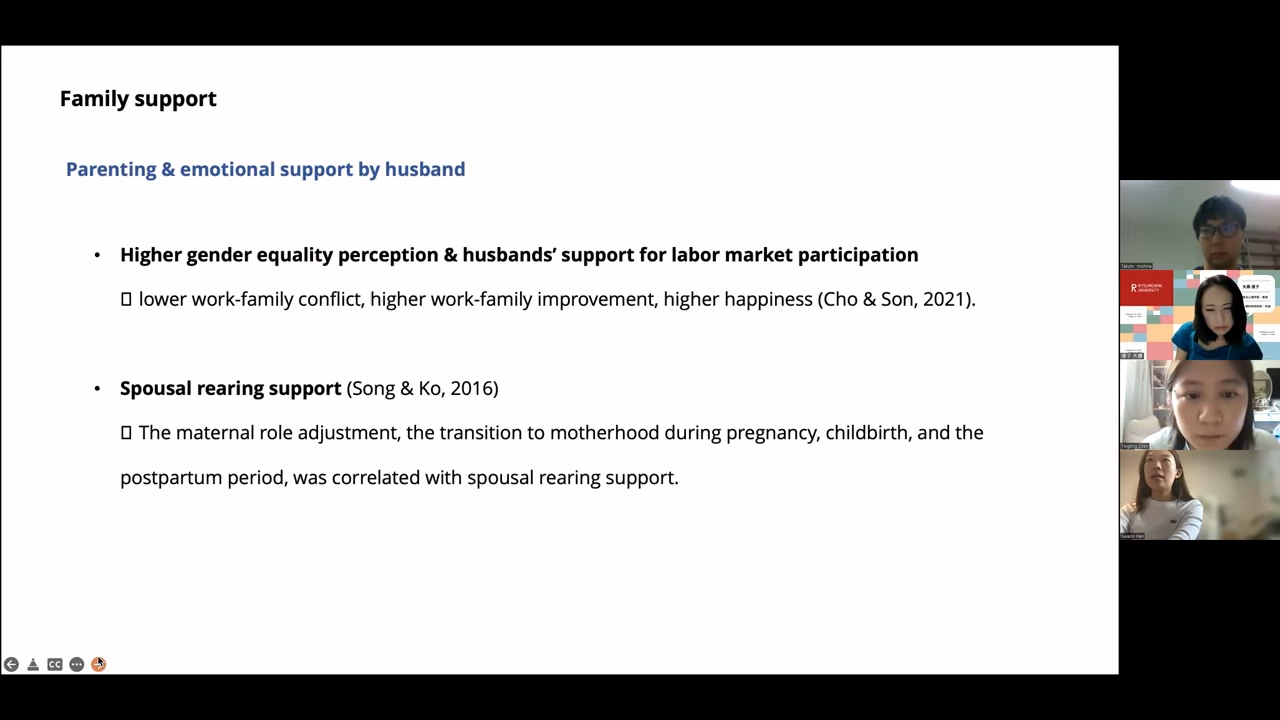 Family support
Parenting & emotional support by husband
• Higher gender equality perception & husbands’ support for labor market participation
▯ lower work-family conflict, higher work-family improvement, higher happiness (Cho & Son, 2021).
• Spousal rearing support (Song & Ko, 2016)
▯ The maternal role adjustment, the transition to motherhood during pregnancy, childbirth, and the
postpartum period, was correlated with spousal rearing support.
CC
R RITSUMEIKAN
UNIVERSITY